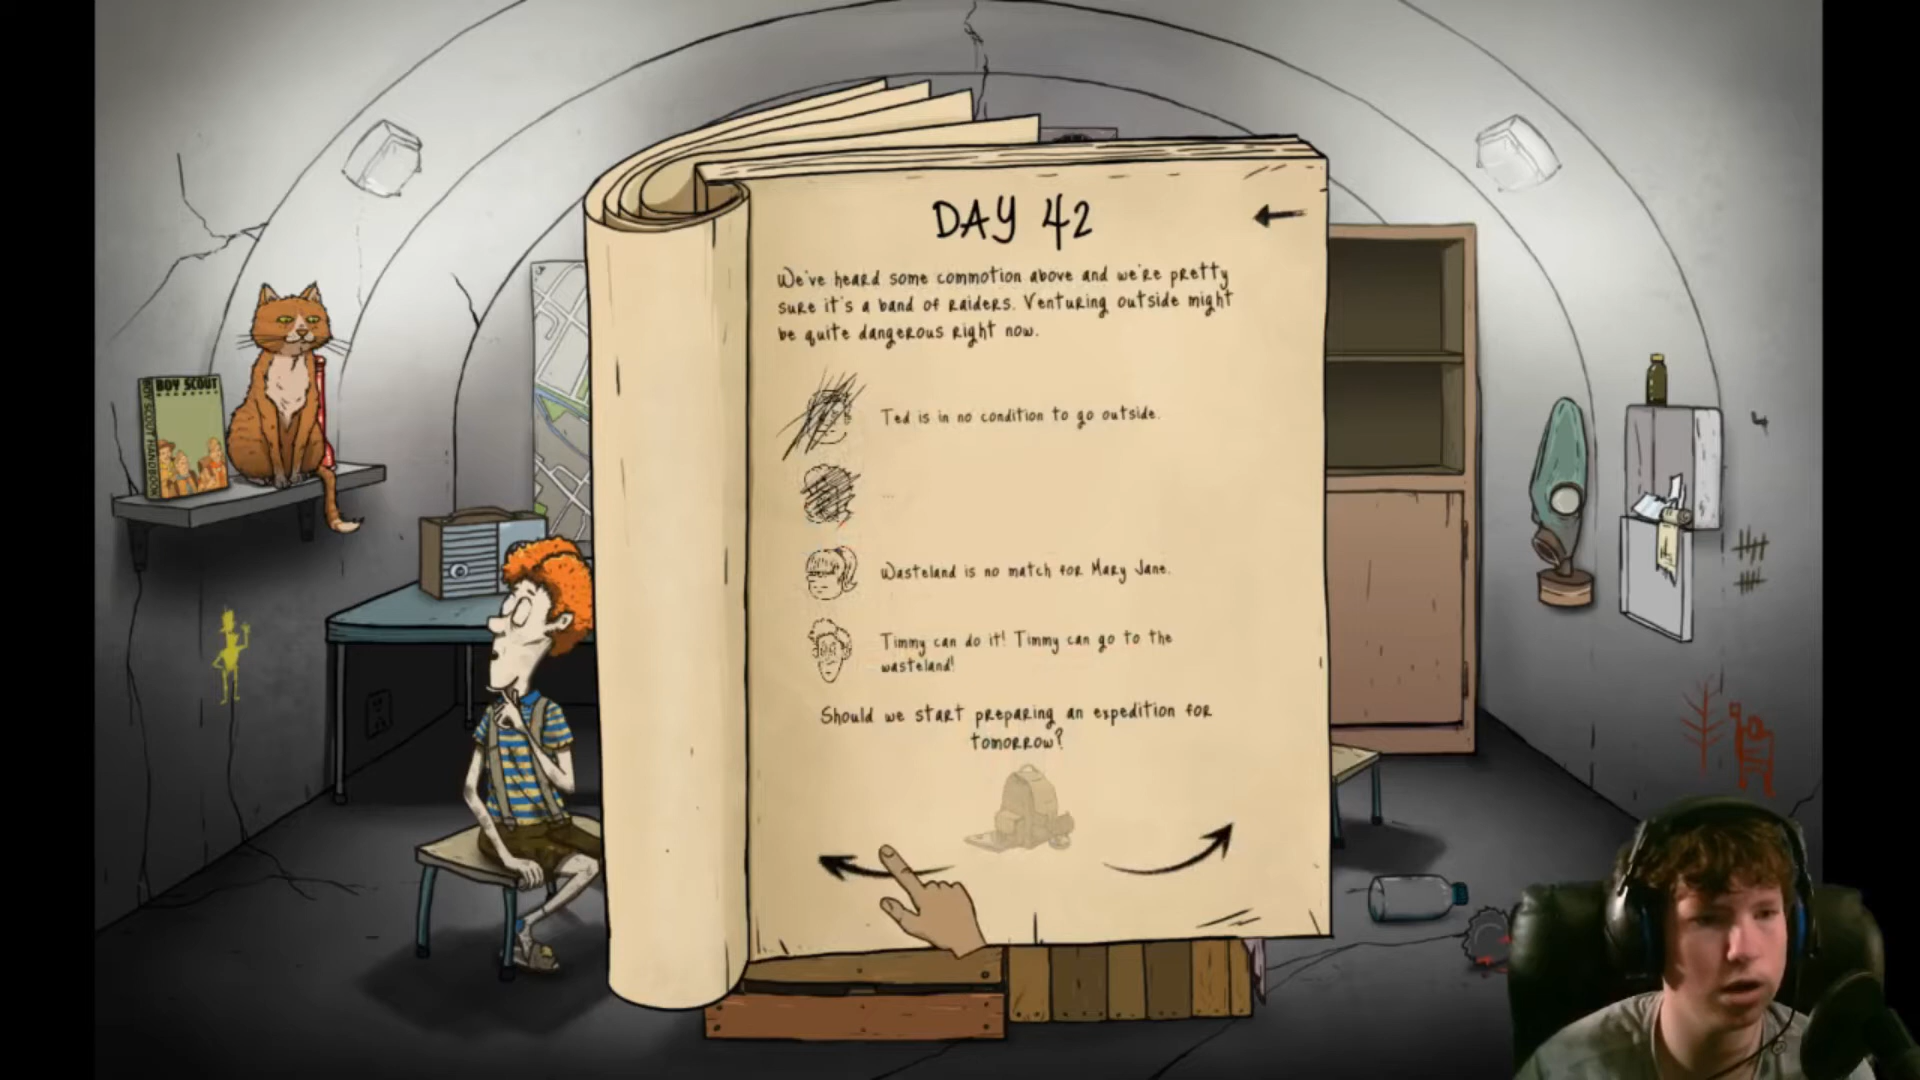 DAY 42
We've heard some commotion above and we're pretty
sure it's a band of raiders. Venturing outside might
be quite dangerous right now.
Ted is in no condition to go outside.
...
Wasteland is no match for Mary Jane.
Timmy can do it! Timmy can go to the
wasteland!
Should we start preparing an expedition for
tomorrow?
BOY SCOUT
BOY SCOUT HANDBOOK